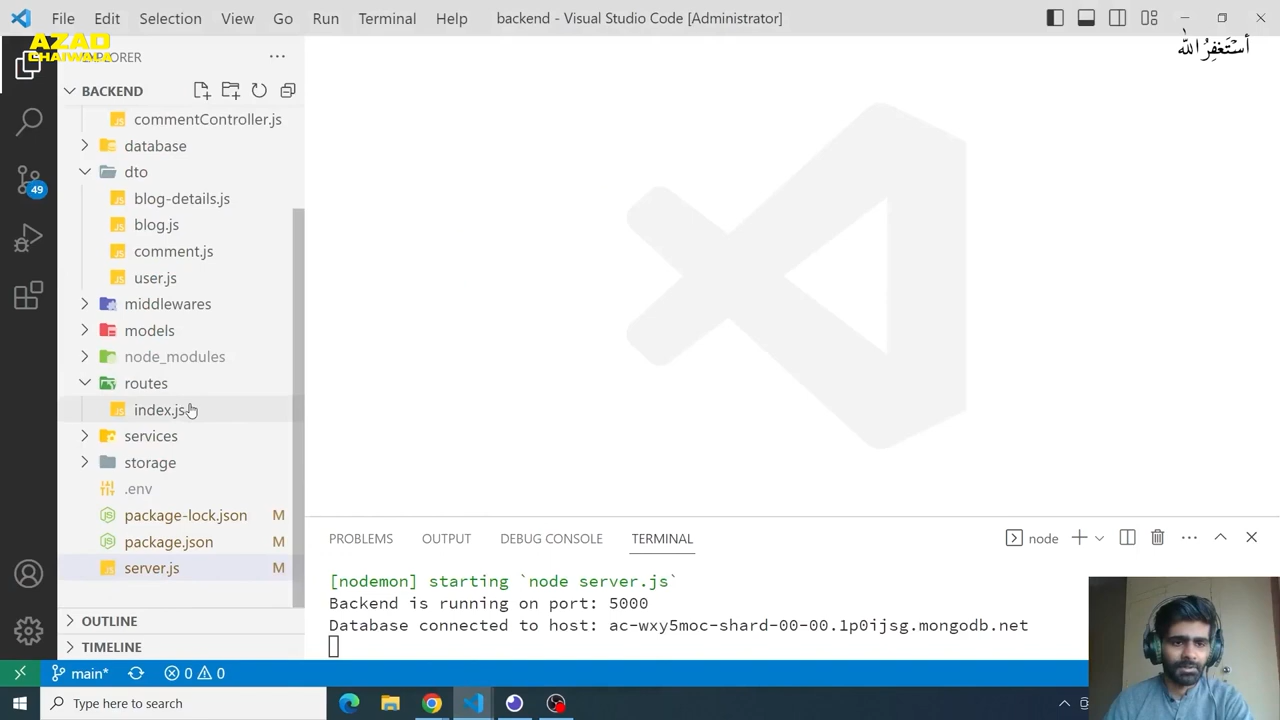 File Edit Selection View Go Run Terminal Help backend - Visual Studio Code [Administrator]
AZAD
CHAIWALA
EXPLORER
أستغفر الله
BACKEND
commentController.js
database
dto
blog-details.js
blog.js
comment.js
user.js
middlewares
models
node_modules
routes
index.js
services
storage
.env
package-lock.json M
package.json M
server.js M
OUTLINE
TIMELINE
49
PROBLEMS OUTPUT DEBUG CONSOLE TERMINAL node
[nodemon] starting `node server.js`
Backend is running on port: 5000
Database connected to host: ac-wxy5moc-shard-00-00.1p0ijsg.mongodb.net
main* 0 0
Type here to search